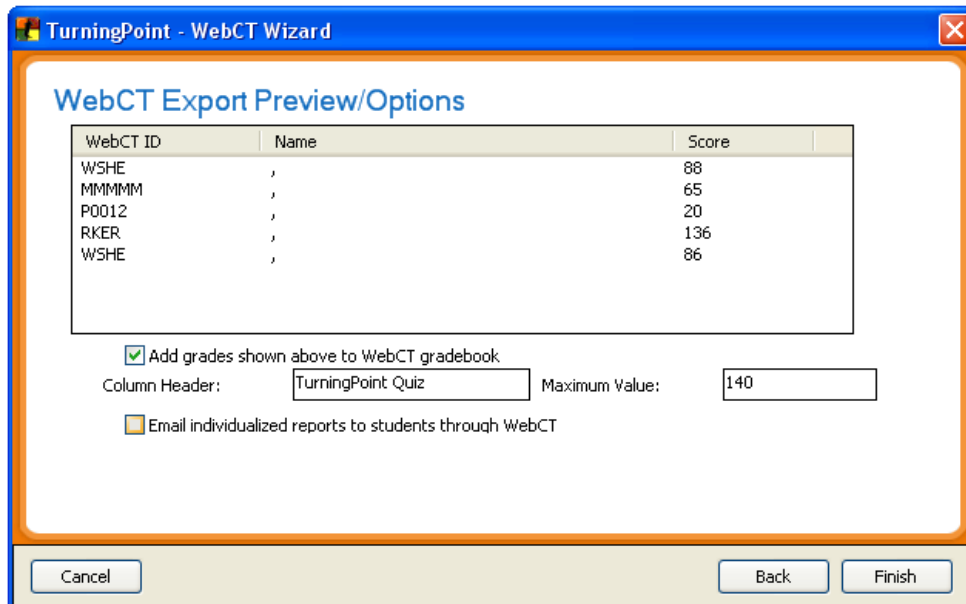 TurningPoint - WebCT Wizard
WebCT Export Preview/Options
WebCT ID Name Score
WSHE , 88
MMMMM , 65
P0012 , 20
RKER , 136
WSHE , 86
Add grades shown above to WebCT gradebook
Column Header: TurningPoint Quiz Maximum Value: 140
Email individualized reports to students through WebCT
Cancel Back Finish